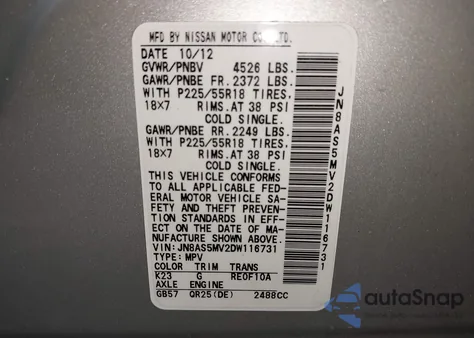 MFD BY NISSAN MOTOR CO., LTD.
DATE 10/12
GVWR/PNBV 4526 LBS.
GAWR/PNBE FR. 2372 LBS.
WITH P225/55R18 TIRES,
18X7 RIMS.AT 38 PSI
COLD SINGLE.
GAWR/PNBE RR. 2249 LBS.
WITH P225/55R18 TIRES,
18X7 RIMS.AT 38 PSI
COLD SINGLE.
THIS VEHICLE CONFORMS
TO ALL APPLICABLE FED-
ERAL MOTOR VEHICLE SA-
FETY AND THEFT PREVEN-
TION STANDARDS IN EFF-
ECT ON THE DATE OF MA-
NUFACTURE SHOWN ABOVE.
VIN:JN8AS5MV2DW116731
TYPE:MPV
COLOR TRIM TRANS
K23 G RE0F10A
AXLE ENGINE
GB57 QR25(DE) 2488CC
JN8AS5MV2DW116731
autoSnap
www.autosnap.com